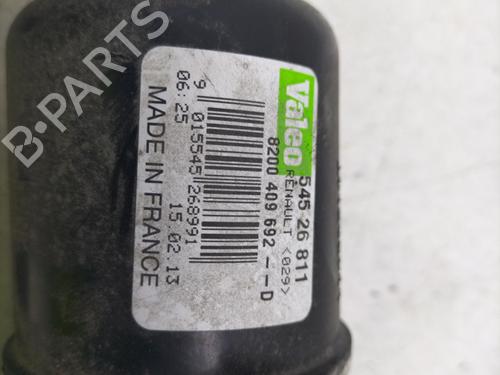 Valeo
545 26 811
RENAULT <029>
8200 409 692 -- D
9 015545 268991
06:25 15.02 13
MADE IN FRANCE
B-PARTS